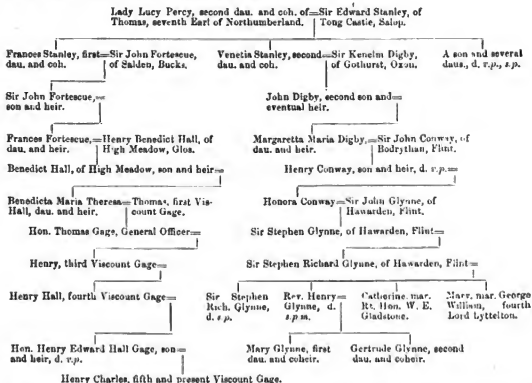 Lady Lucy Percy, second dau. and coh. of=Sir Edward Stanley, of
Thomas, seventh Earl of Northumberland. Tong Castle, Salop.
Frances Stanley, first=Sir John Fortescue,
dau. and coh. of Salden, Bucks.
Venetia Stanley, second=Sir Kenelm Digby,
dau. and coh. of Gothurst, Oxon.
A son and several
daus., d. v.p., s.p.
Sir John Fortescue,=
son and heir.
John Digby, second son and=
eventual heir.
Frances Fortescue,=Henry Benedict Hall, of
dau. and heir. High Meadow, Glos.
Margaretta Maria Digby,=Sir John Conway, of
dau. and heir. Bodrythan, Flint.
Benedict Hall, of High Meadow, son and heir=
Henry Conway, son and heir, d. v.p.=
Benedicta Maria Theresa=Thomas, first Vis-
Hall, dau. and heir. count Gage.
Honora Conway=Sir John Glynne, of
Hawarden, Flint.
Hon. Thomas Gage, General Officer=
Sir Stephen Glynne, of Hawarden, Flint=
Henry, third Viscount Gage=
Sir Stephen Richard Glynne, of Hawarden, Flint=
Henry Hall, fourth Viscount Gage=
Sir Stephen
Rich. Glynne,
d. s.p.
Rev. Henry=
Glynne, d.
s.p.m.
Catherine, mar.
Rt. Hon. W. E.
Gladstone.
Mary, mar. George
William, fourth
Lord Lyttelton.
Hon. Henry Edward Hall Gage, son=
and heir, d. v.p.
Mary Glynne, first
dau. and coheir.
Gertrude Glynne, second
dau. and coheir.
Henry Charles, fifth and present Viscount Gage.